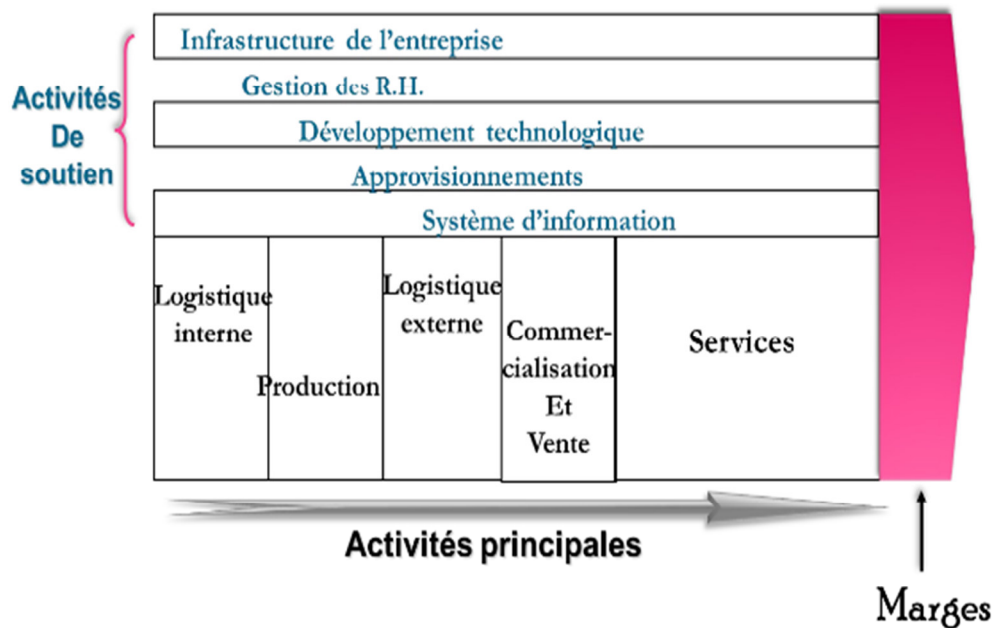 Infrastructure de l'entreprise
Gestion des R.H.
Développement technologique
Approvisionnements
Système d'information
Activités
De
soutien
Logistique
interne
Production
Logistique
externe
Commer-
cialisation
Et
Vente
Services
Activités principales
Marges